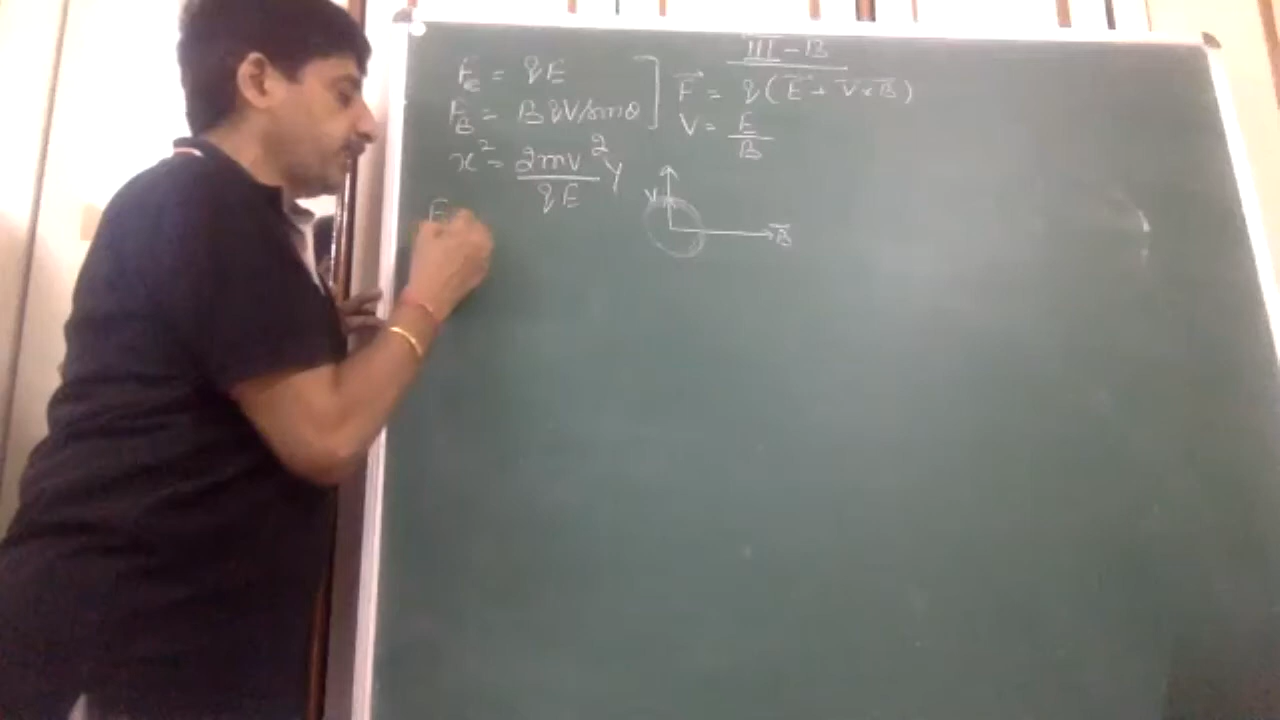 III - B
F_E = qE
F_B = BqV sinθ
x² = 2mv² y / qE
F
F⃗ = q(E⃗ + V⃗ × B⃗)
V = E / B
V
B⃗